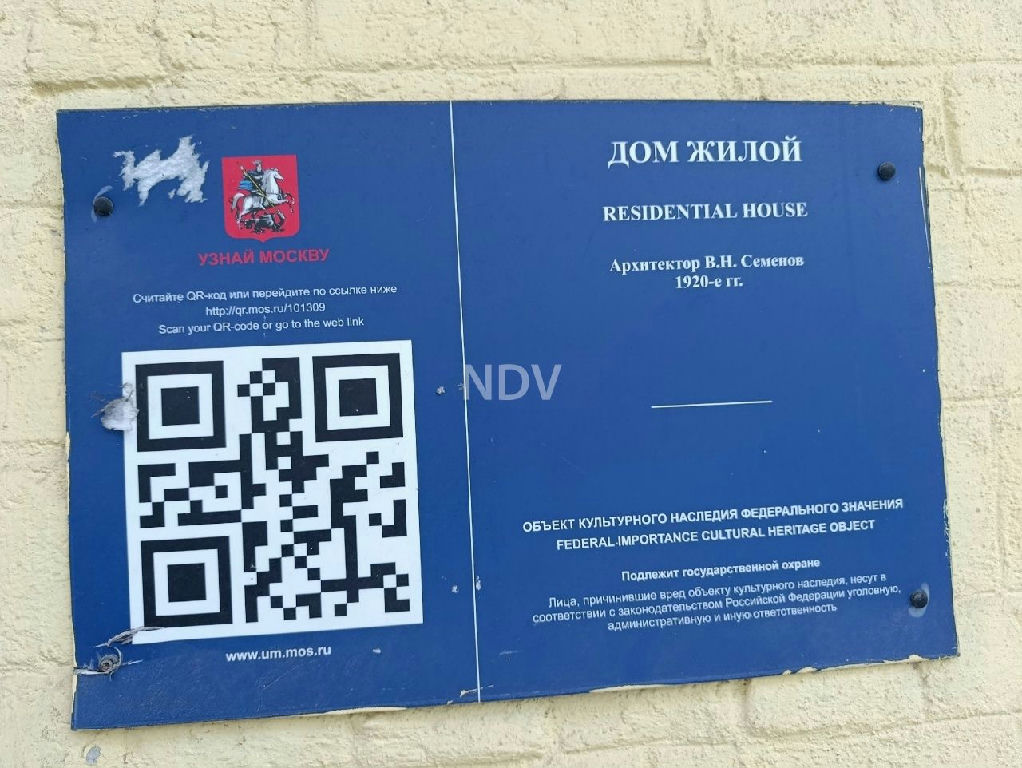 УЗНАЙ МОСКВУ
Считайте QR-код или перейдите по ссылке ниже
http://qr.mos.ru/101309
Scan your QR-code or go to the web link
www.um.mos.ru
ДОМ ЖИЛОЙ
RESIDENTIAL HOUSE
Архитектор В.Н. Семенов
1920-е гг.
NDV
ОБЪЕКТ КУЛЬТУРНОГО НАСЛЕДИЯ ФЕДЕРАЛЬНОГО ЗНАЧЕНИЯ
FEDERAL-IMPORTANCE CULTURAL HERITAGE OBJECT
Подлежит государственной охране
Лица, причинившие вред объекту культурного наследия, несут в
соответствии с законодательством Российской Федерации уголовную,
административную и иную ответственность